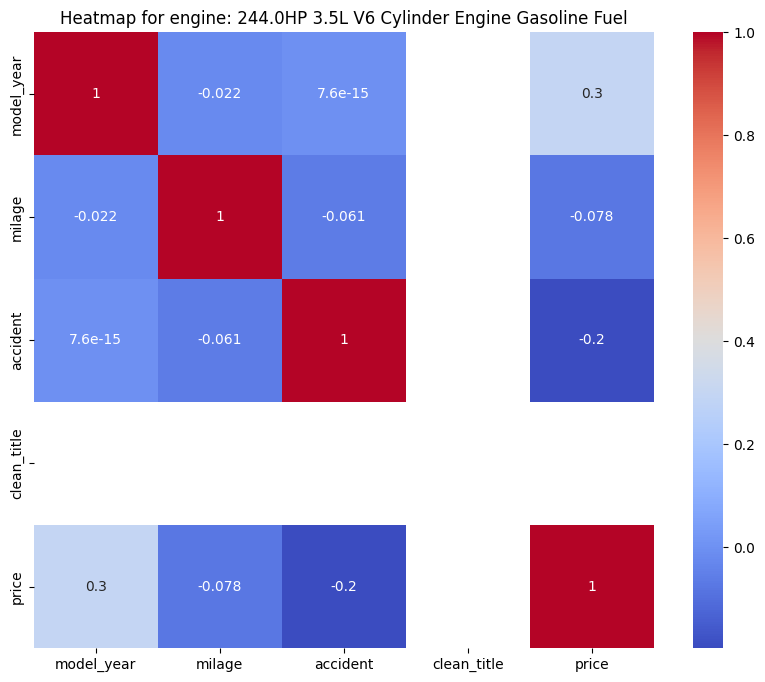 Heatmap for engine: 244.0HP 3.5L V6 Cylinder Engine Gasoline Fuel
model_year 1 -0.022 7.6e-15 0.3
milage -0.022 1 -0.061 -0.078
accident 7.6e-15 -0.061 1 -0.2
clean_title
price 0.3 -0.078 -0.2 1
model_year milage accident clean_title price
1.0
0.8
0.6
0.4
0.2
0.0